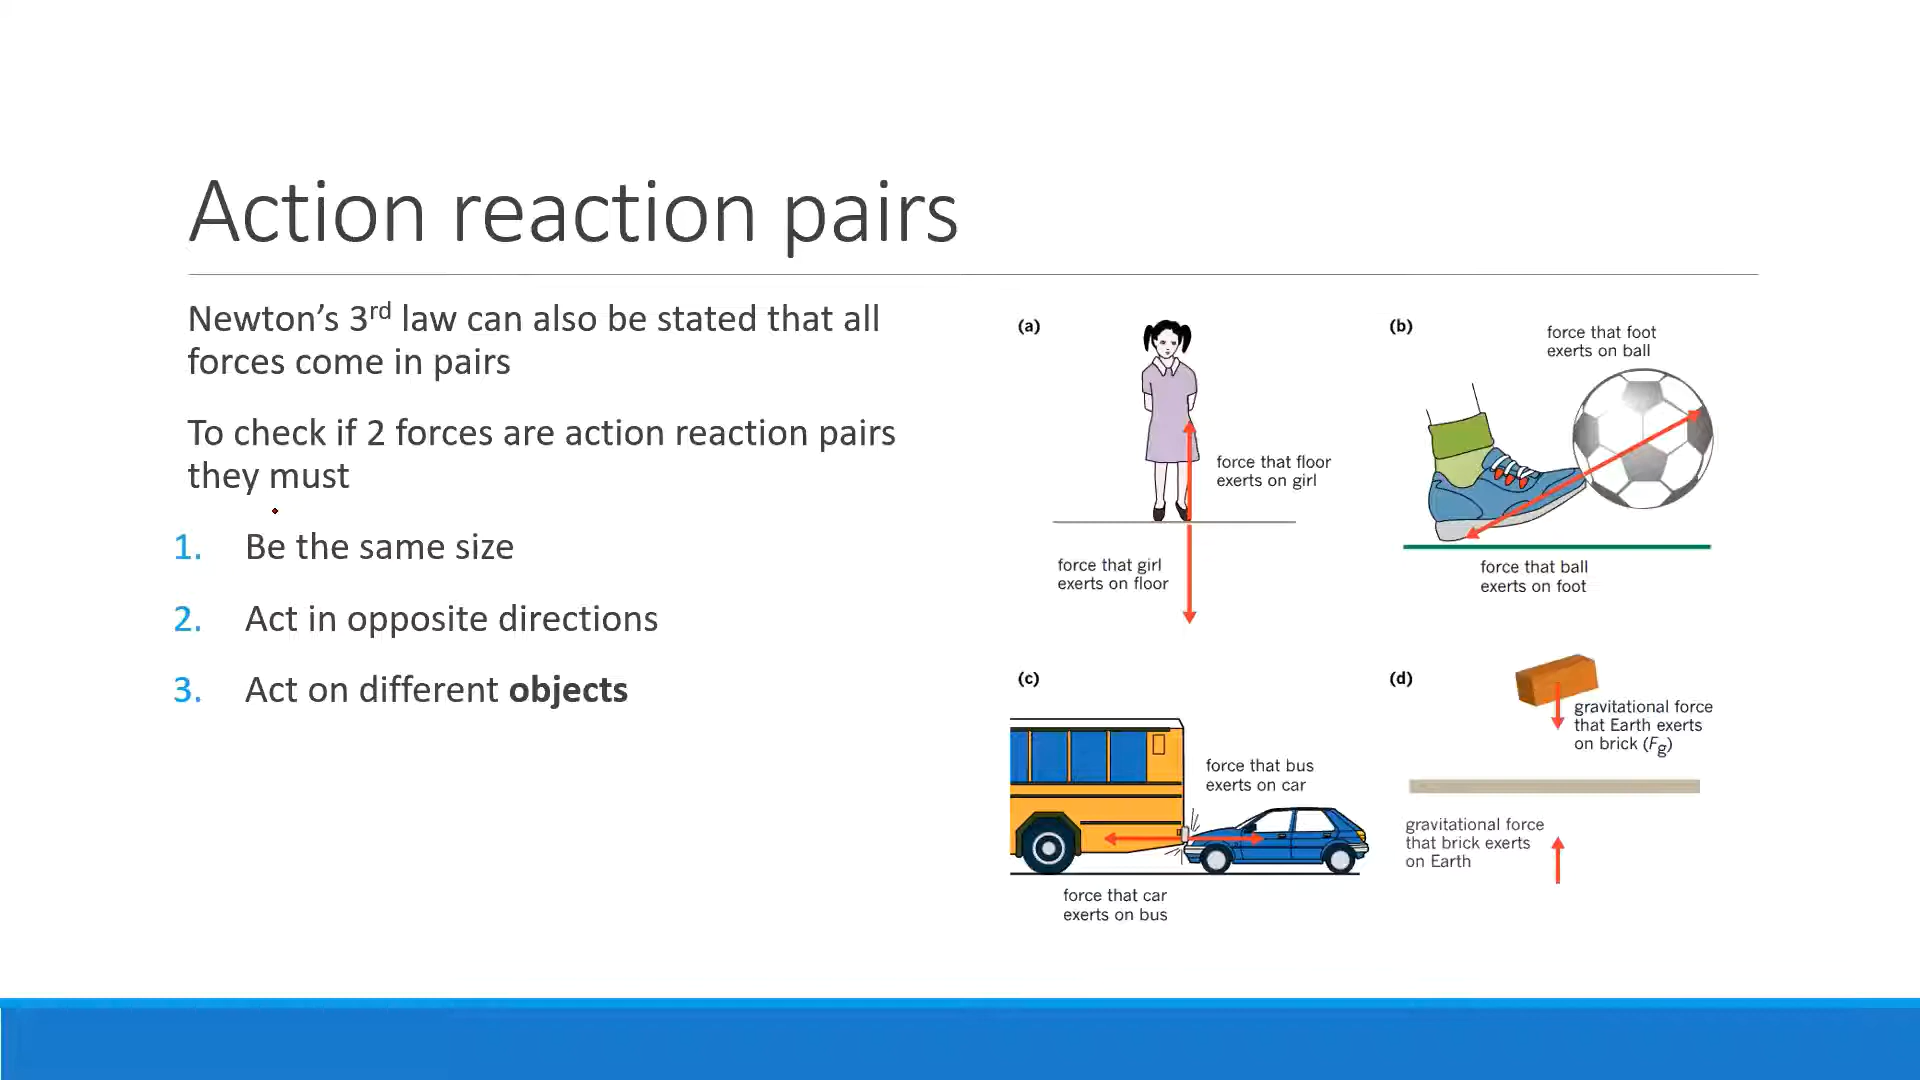 Action reaction pairs
Newton’s 3rd law can also be stated that all
forces come in pairs
To check if 2 forces are action reaction pairs
they must
1. Be the same size
2. Act in opposite directions
3. Act on different objects
(a)
force that floor
exerts on girl
force that girl
exerts on floor
(b)
force that foot
exerts on ball
force that ball
exerts on foot
(c)
force that bus
exerts on car
force that car
exerts on bus
(d)
gravitational force
that Earth exerts
on brick (Fg)
gravitational force
that brick exerts
on Earth